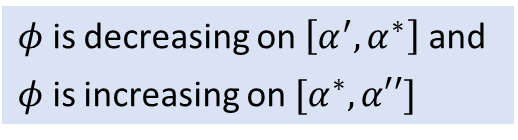 𝜙 is decreasing on [𝛼′, 𝛼*] and
𝜙 is increasing on [𝛼*, 𝛼′′]